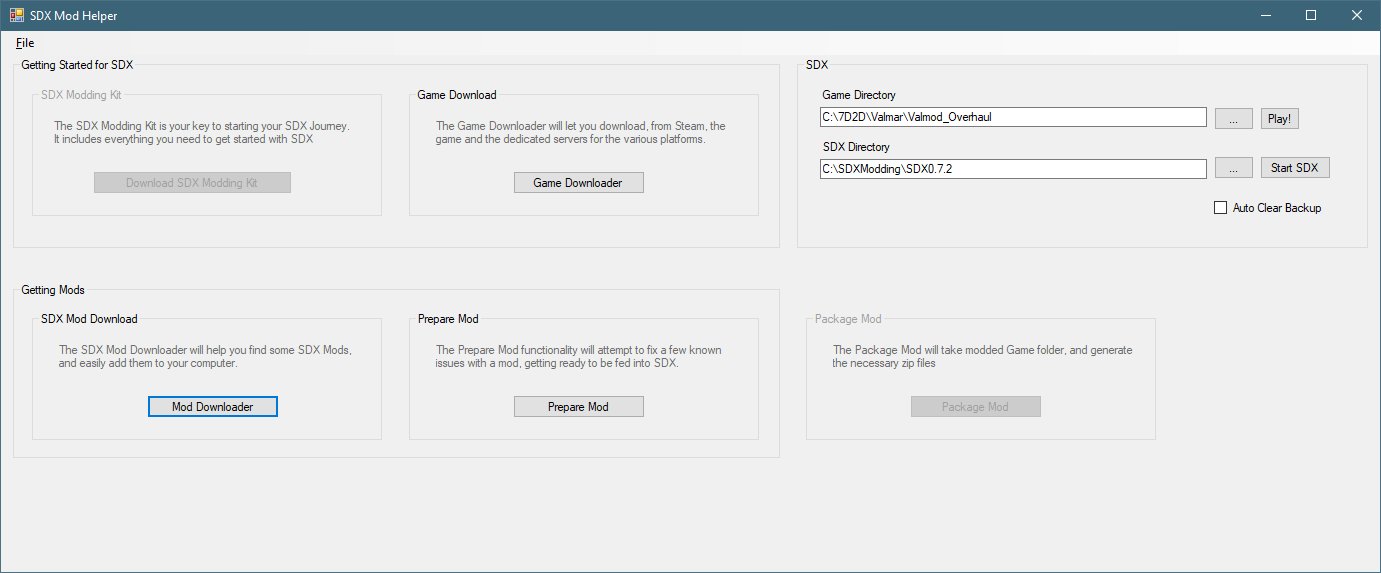 SDX Mod Helper
File
Getting Started for SDX
SDX Modding Kit
The SDX Modding Kit is your key to starting your SDX Journey.
It includes everything you need to get started with SDX
Download SDX Modding Kit
Game Download
The Game Downloader will let you download, from Steam, the
game and the dedicated servers for the various platforms.
Game Downloader
SDX
Game Directory
C:\7D2D\Valmar\Valmod_Overhaul
...
Play!
SDX Directory
C:\SDXModding\SDX0.7.2
...
Start SDX
Auto Clear Backup
Getting Mods
SDX Mod Download
The SDX Mod Downloader will help you find some SDX Mods,
and easily add them to your computer.
Mod Downloader
Prepare Mod
The Prepare Mod functionality will attempt to fix a few known
issues with a mod, getting ready to be fed into SDX.
Prepare Mod
Package Mod
The Package Mod will take modded Game folder, and generate
the necessary zip files
Package Mod